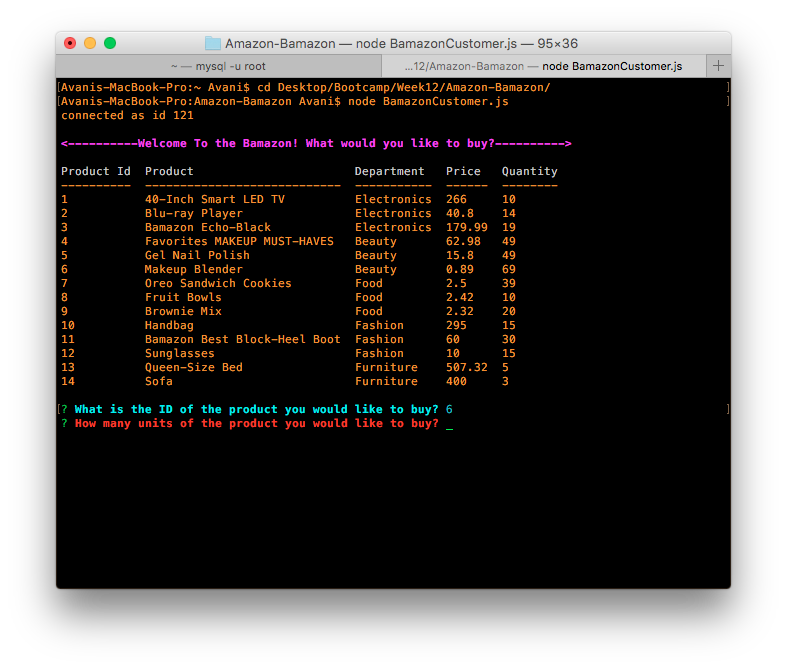 Amazon-Bamazon — node BamazonCustomer.js — 95×36
~ — mysql -u root
...12/Amazon-Bamazon — node BamazonCustomer.js +
[Avanis-MacBook-Pro:~ Avani$ cd Desktop/Bootcamp/Week12/Amazon-Bamazon/ ]
[Avanis-MacBook-Pro:Amazon-Bamazon Avani$ node BamazonCustomer.js ]
connected as id 121
<----------Welcome To the Bamazon! What would you like to buy?---------->
Product Id  Product                       Department   Price   Quantity
----------  ----------------------------  -----------  ------  --------
1           40-Inch Smart LED TV          Electronics  266     10
2           Blu-ray Player                Electronics  40.8    14
3           Bamazon Echo-Black            Electronics  179.99  19
4           Favorites MAKEUP MUST-HAVES   Beauty       62.98   49
5           Gel Nail Polish               Beauty       15.8    49
6           Makeup Blender                Beauty       0.89    69
7           Oreo Sandwich Cookies         Food         2.5     39
8           Fruit Bowls                   Food         2.42    10
9           Brownie Mix                   Food         2.32    20
10          Handbag                       Fashion      295     15
11          Bamazon Best Block-Heel Boot  Fashion      60      30
12          Sunglasses                    Fashion      10      15
13          Queen-Size Bed                Furniture    507.32  5
14          Sofa                          Furniture    400     3
[? What is the ID of the product you would like to buy? 6 ]
? How many units of the product you would like to buy? _